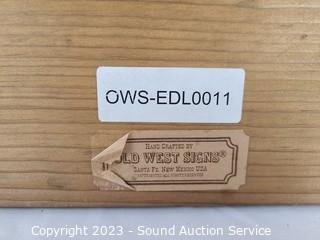 OWS-EDL0011
HAND CRAFTED BY
OLD WEST SIGNS®
SANTA FE, NEW MEXICO USA
Copyright 2023 - Sound Auction Service